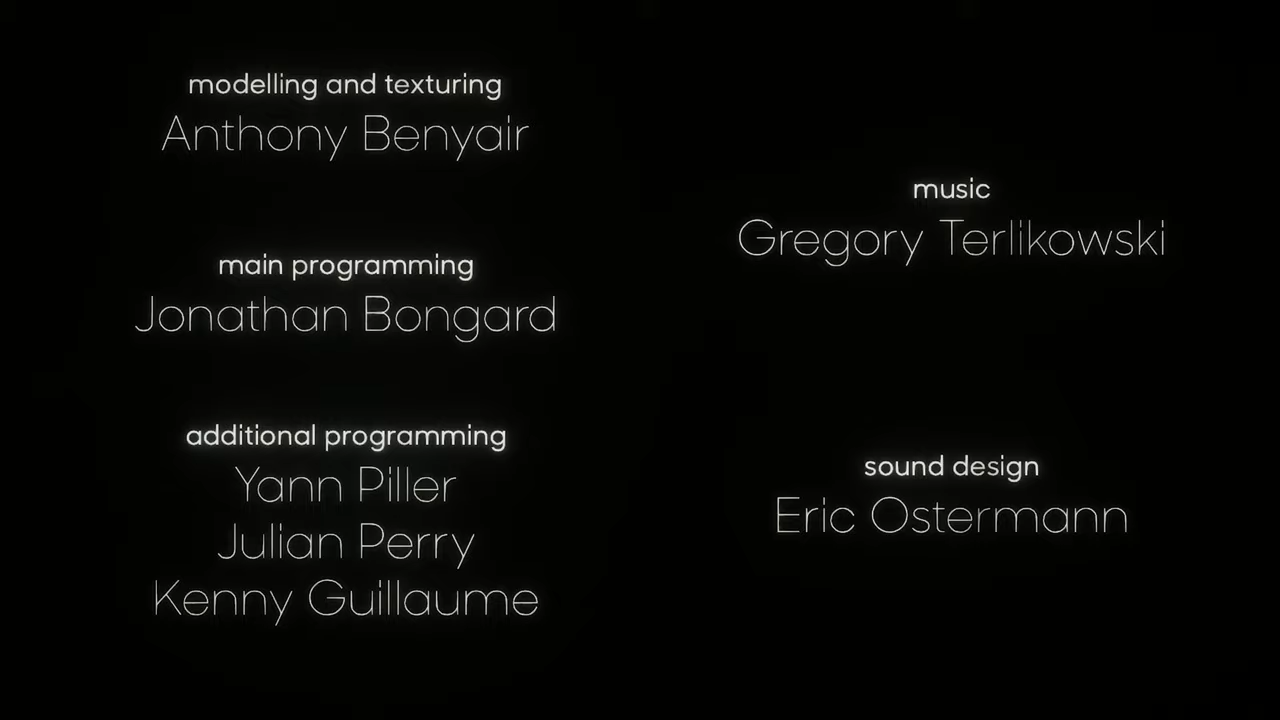 modelling and texturing
Anthony Benyair
main programming
Jonathan Bongard
additional programming
Yann Piller
Julian Perry
Kenny Guillaume
music
Gregory Terlikowski
sound design
Eric Ostermann